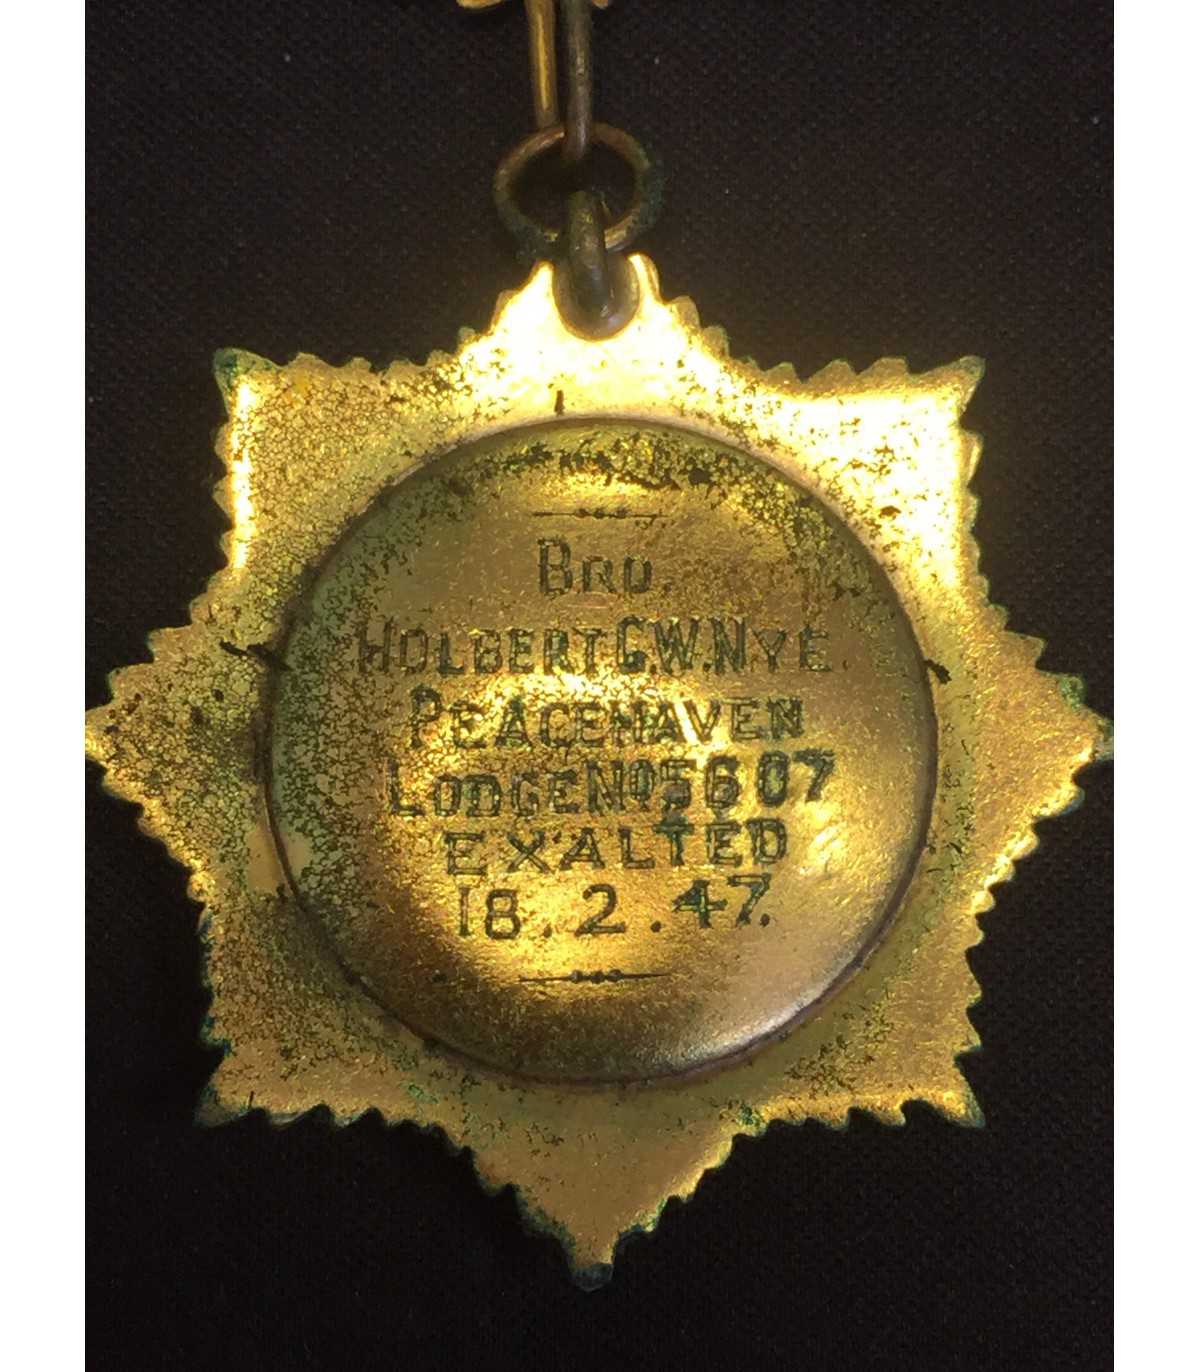 BRO.
HOLBERT G.W. NYE.
PEACEHAVEN
LODGE No 5607
EXALTED
18.2.47.